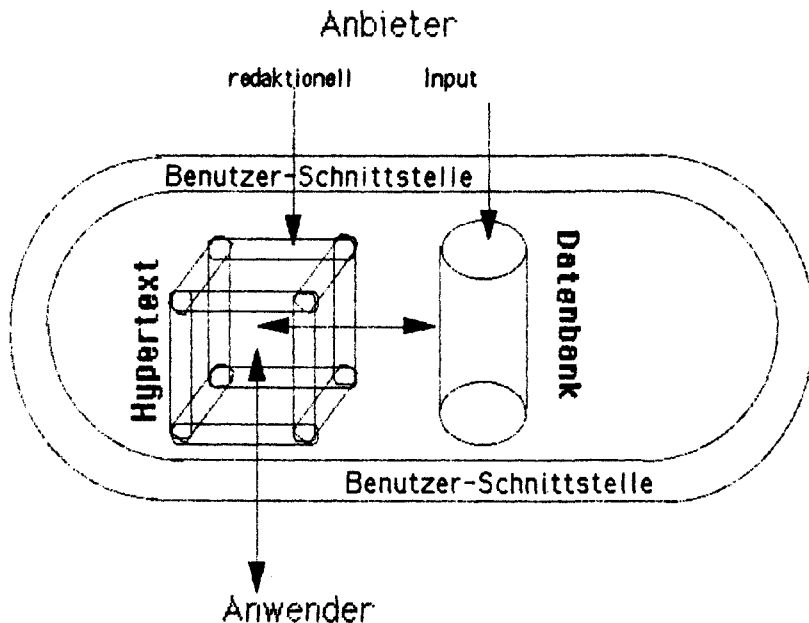 Anbieter
redaktionell Input
Benutzer-Schnittstelle
Hypertext
Datenbank
Benutzer-Schnittstelle
Anwender